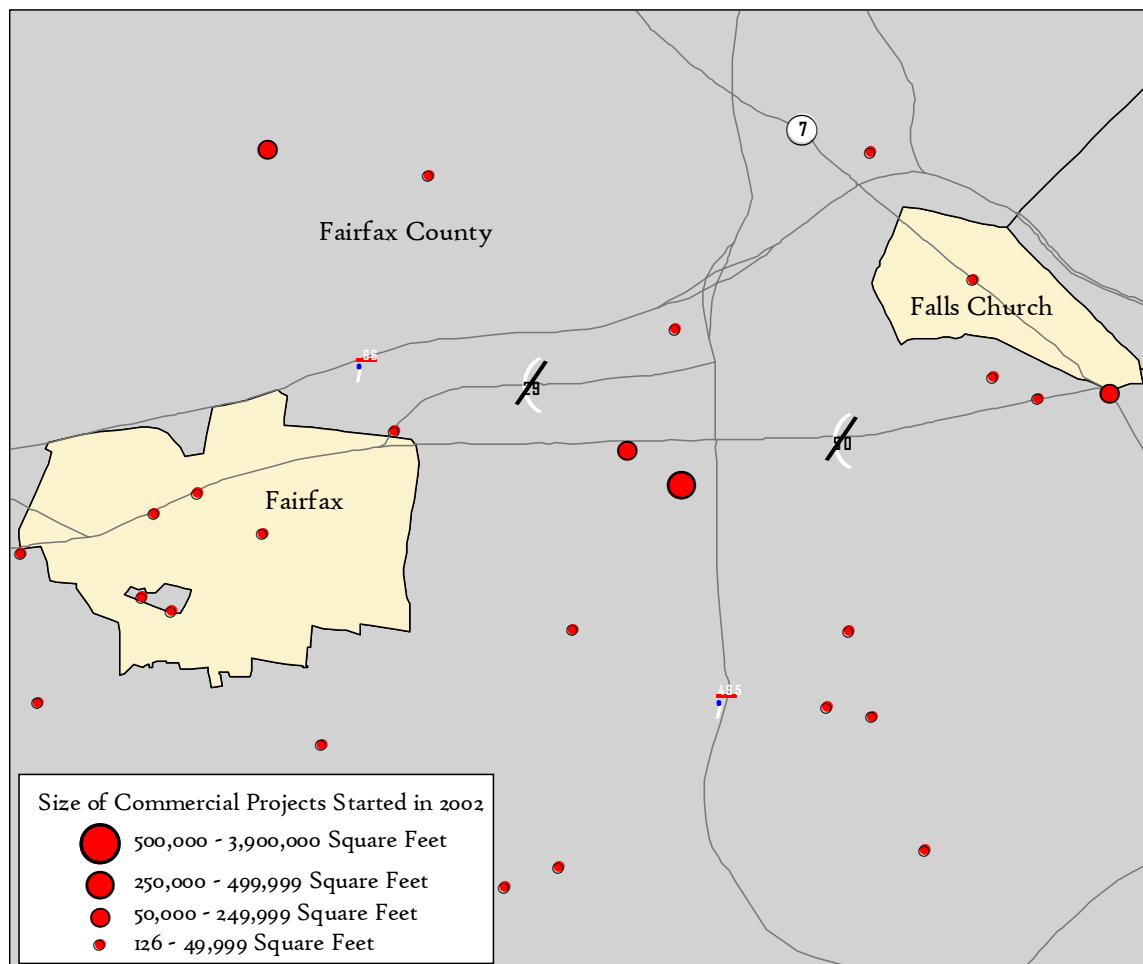 7
Fairfax County
Falls Church
66
29
50
Fairfax
495
Size of Commercial Projects Started in 2002
500,000 - 3,900,000 Square Feet
250,000 - 499,999 Square Feet
50,000 - 249,999 Square Feet
126 - 49,999 Square Feet